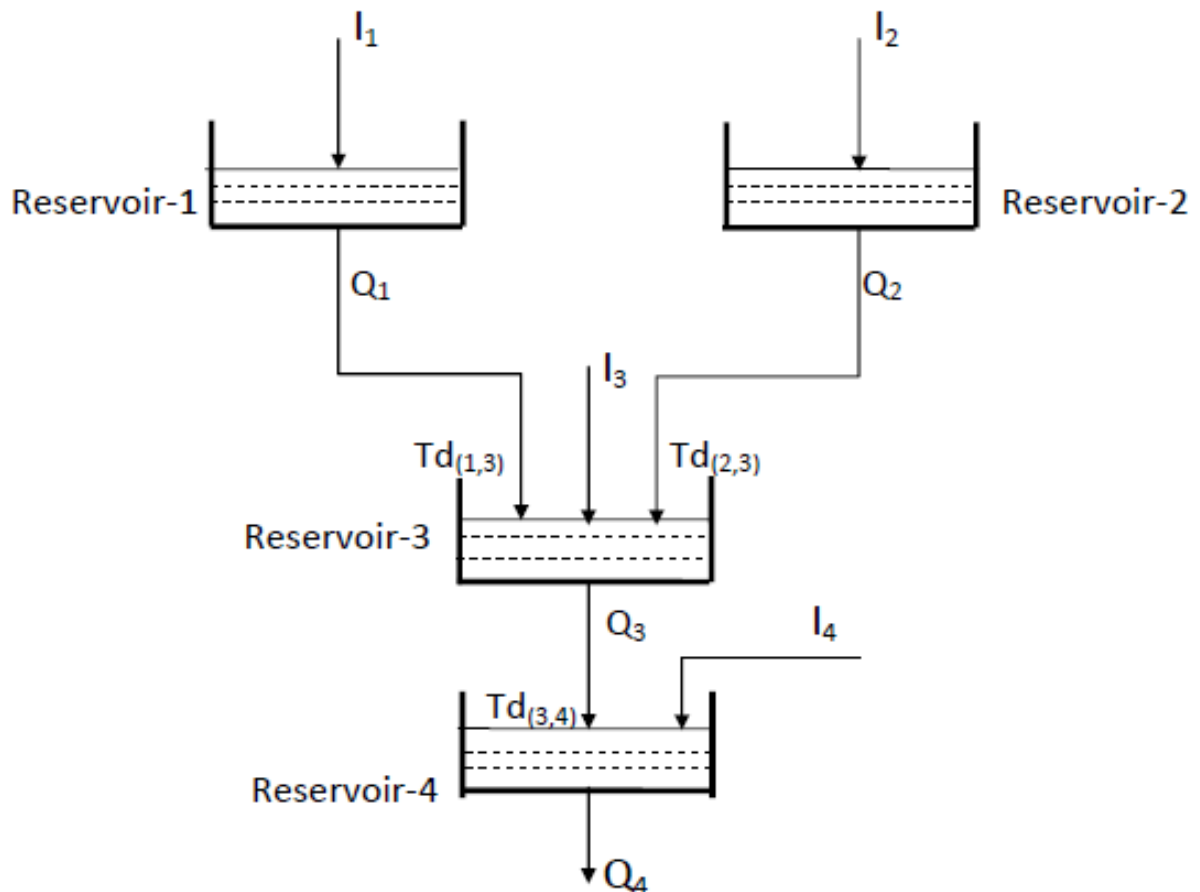 I₁
I₂
Reservoir-1
Reservoir-2
Q₁
Q₂
I₃
Td₍₁,₃₎
Td₍₂,₃₎
Reservoir-3
Q₃
I₄
Td₍₃,₄₎
Reservoir-4
Q₄